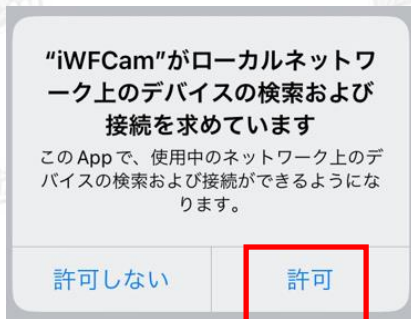 “iWFCam”がローカルネットワ
ーク上のデバイスの検索および
接続を求めています
このAppで、使用中のネットワーク上のデ
バイスの検索および接続ができるようにな
ります。
許可しない
許可